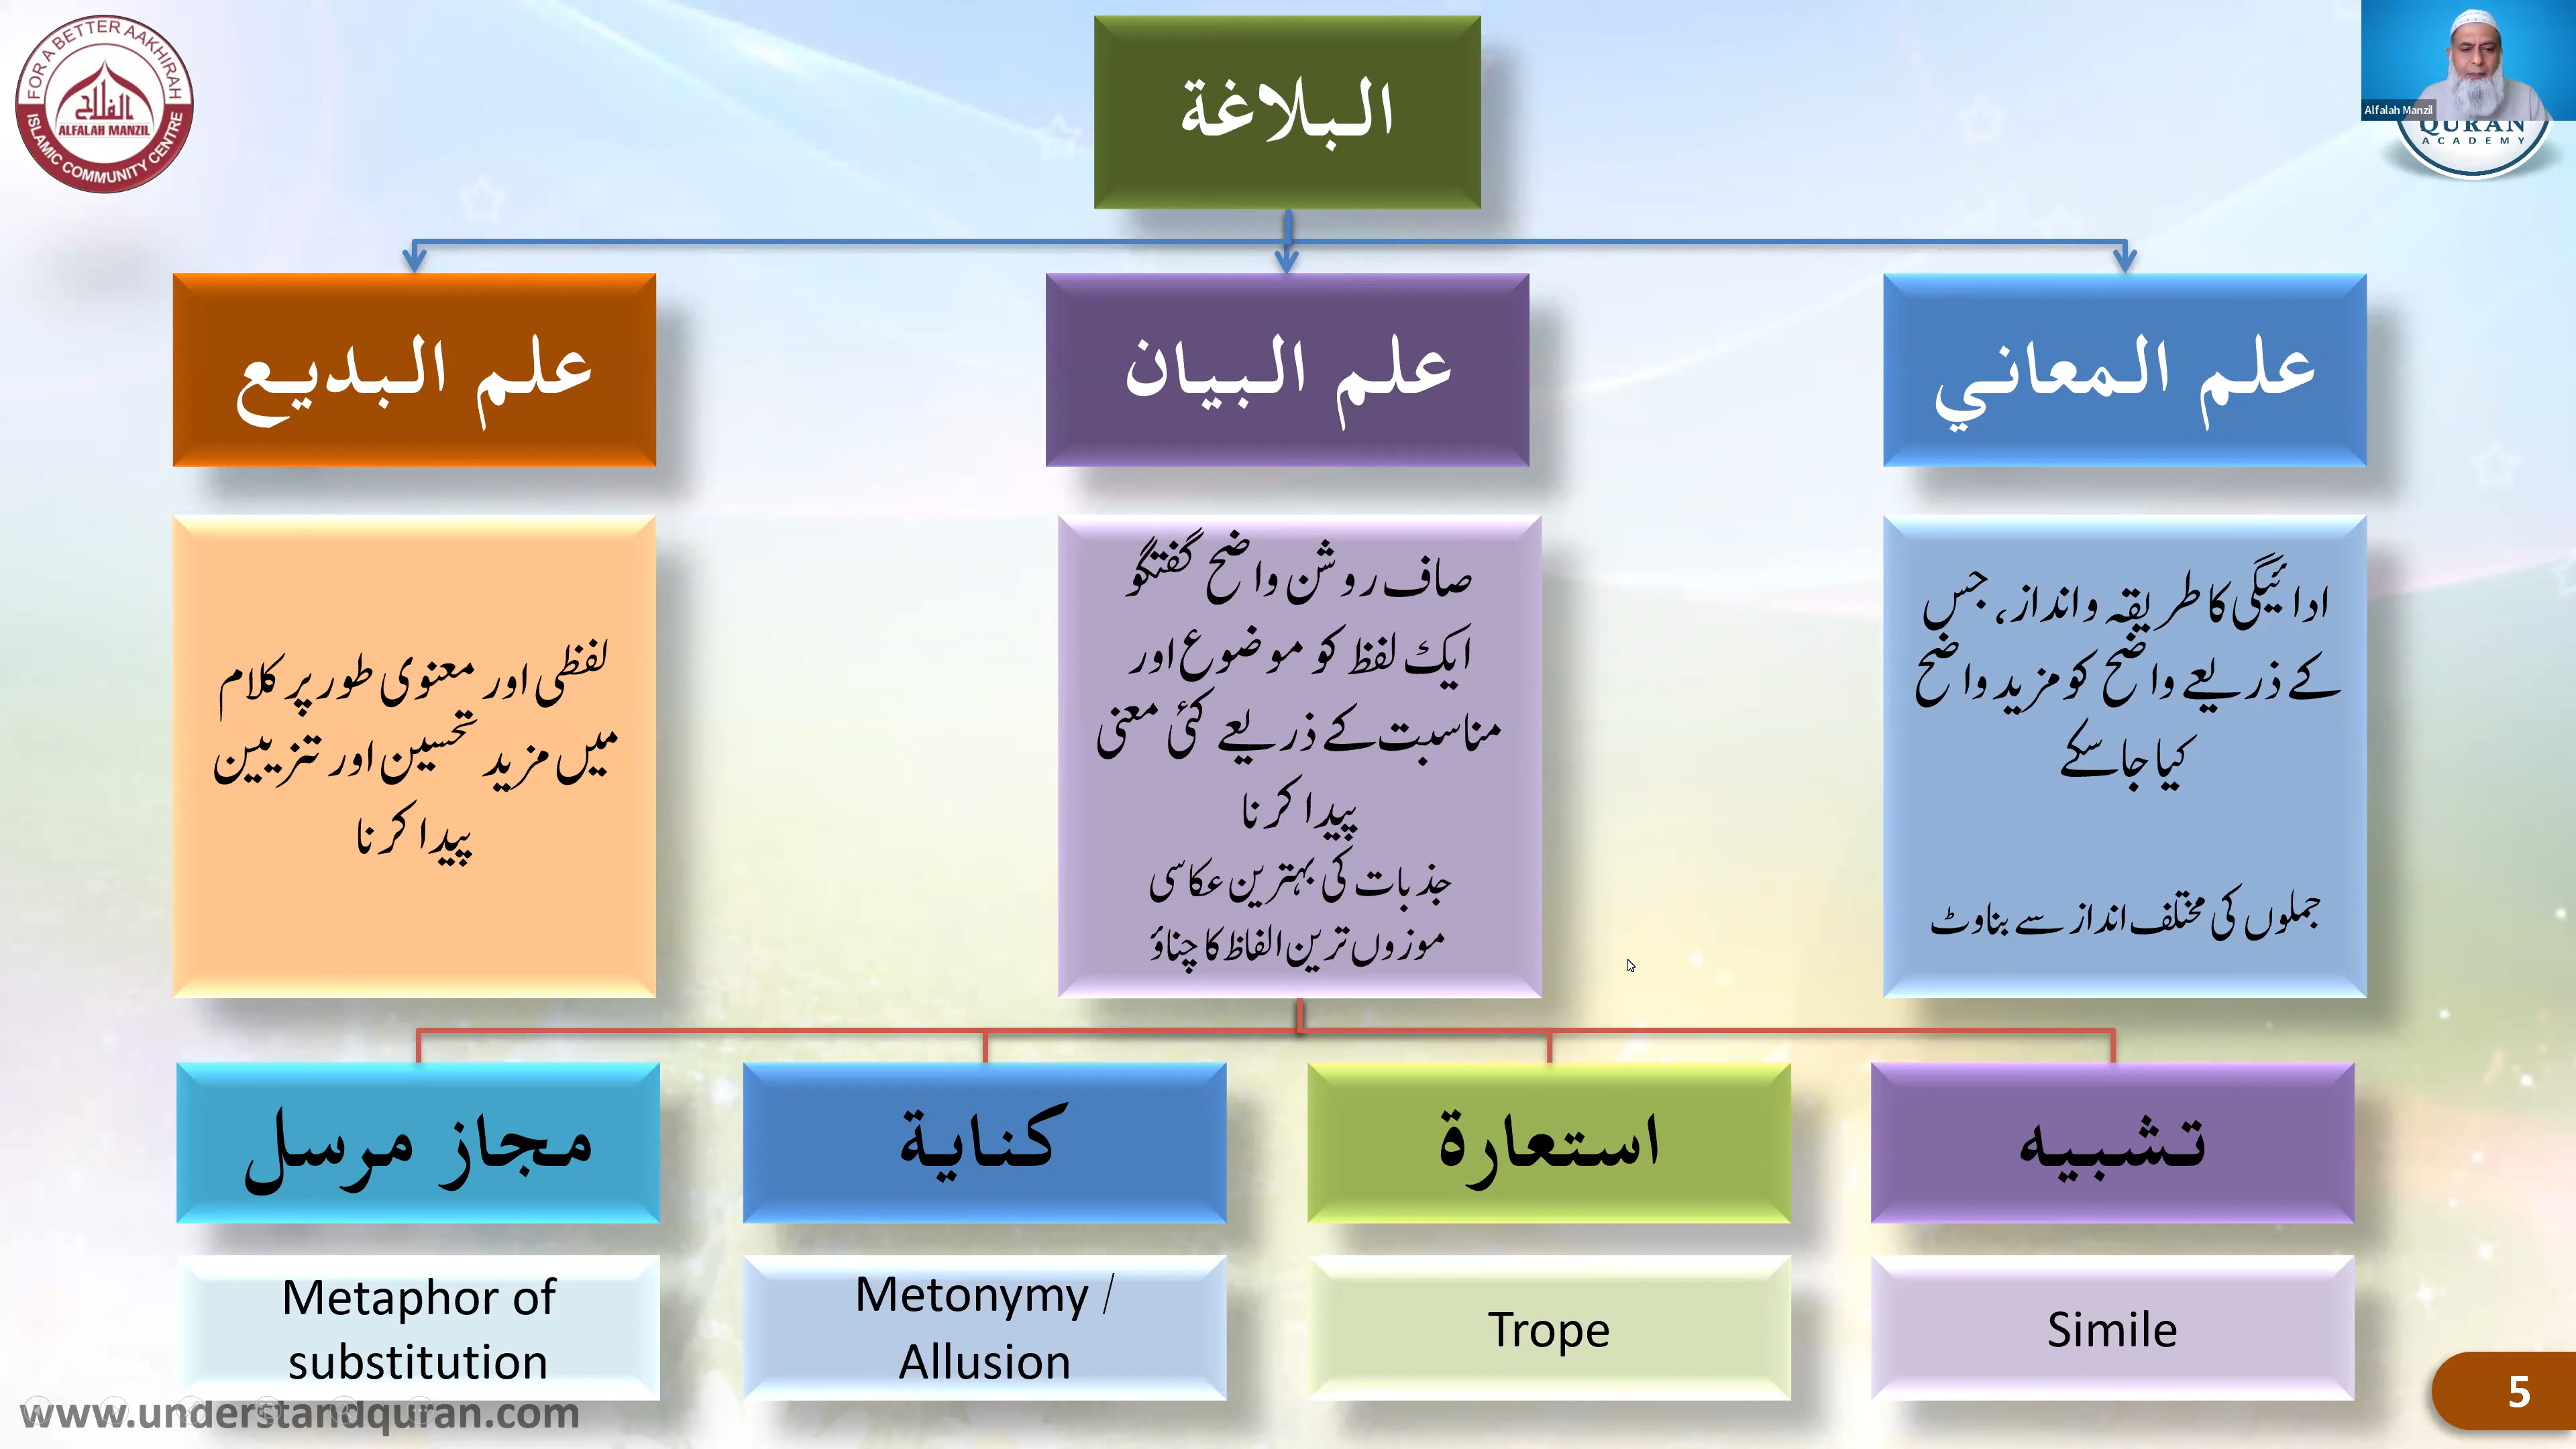 FOR A BETTER AAKHIRAH
الفلاح
ALFALAH MANZIL
ISLAMIC COMMUNITY CENTRE
Alfalah Manzil
QURAN
ACADEMY
البلاغة
علم المعاني
علم البيان
علم البديع
ادائیگی کا طریقہ و انداز، جس
کے ذریعے واضح کو مزید واضح
کیا جاسکے
جملوں کی مختلف انداز سے بناوٹ
صاف روشن واضح گفتگو
ایک لفظ کو موضوع اور
مناسبت کے ذریعے کئی معنی
پیدا کرنا
جذبات کی بہترین عکاسی
موزوں ترین الفاظ کا چناؤ
لفظی اور معنوی طور پر کلام
میں مزید تحسین اور تزیین
پیدا کرنا
تشبيه
استعارة
كناية
مجاز مرسل
Simile
Trope
Metonymy /
Allusion
Metaphor of
substitution
www.understandquran.com
5